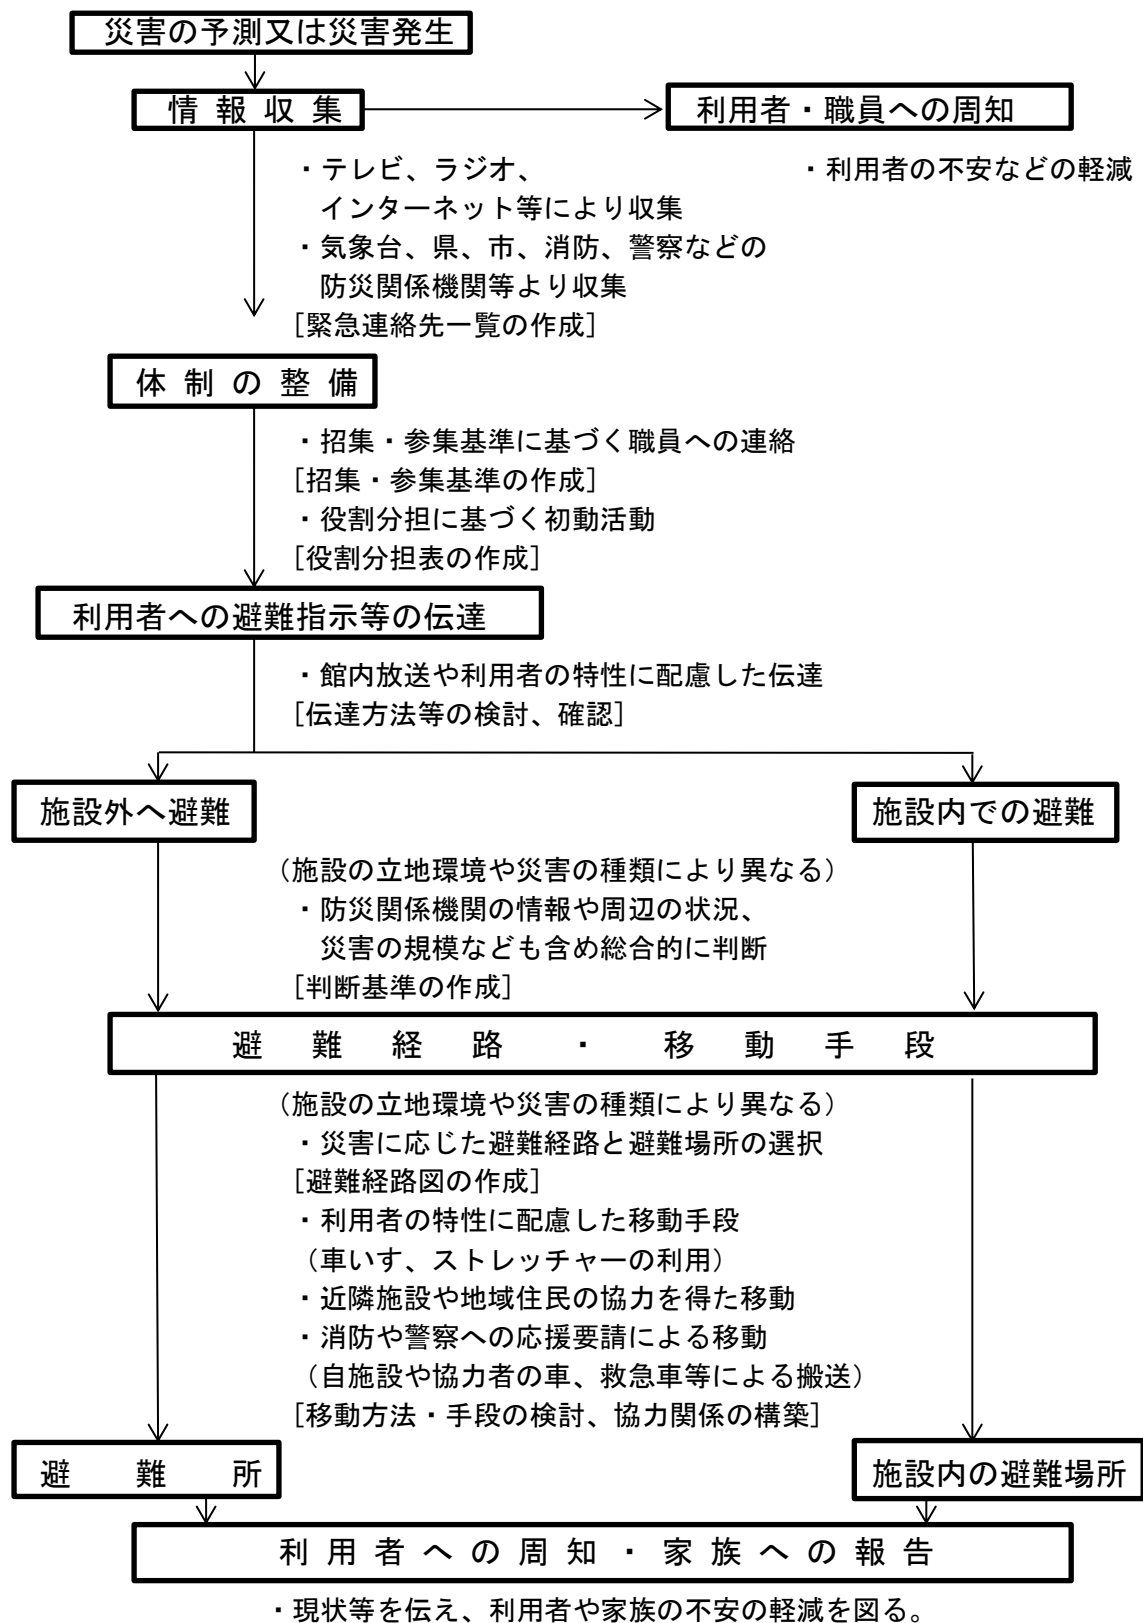 災害の予測又は災害発生
情報収集
利用者・職員への周知
・テレビ、ラジオ、
インターネット等により収集
・気象台、県、市、消防、警察などの
防災関係機関等より収集
[緊急連絡先一覧の作成]
・利用者の不安などの軽減
体制の整備
・招集・参集基準に基づく職員への連絡
[招集・参集基準の作成]
・役割分担に基づく初動活動
[役割分担表の作成]
利用者への避難指示等の伝達
・館内放送や利用者の特性に配慮した伝達
[伝達方法等の検討、確認]
施設外へ避難
施設内での避難
(施設の立地環境や災害の種類により異なる)
・防災関係機関の情報や周辺の状況、
災害の規模なども含め総合的に判断
[判断基準の作成]
避難経路・移動手段
(施設の立地環境や災害の種類により異なる)
・災害に応じた避難経路と避難場所の選択
[避難経路図の作成]
・利用者の特性に配慮した移動手段
(車いす、ストレッチャーの利用)
・近隣施設や地域住民の協力を得た移動
・消防や警察への応援要請による移動
(自施設や協力者の車、救急車等による搬送)
[移動方法・手段の検討、協力関係の構築]
避難所
施設内の避難場所
利用者への周知・家族への報告
・現状等を伝え、利用者や家族の不安の軽減を図る。